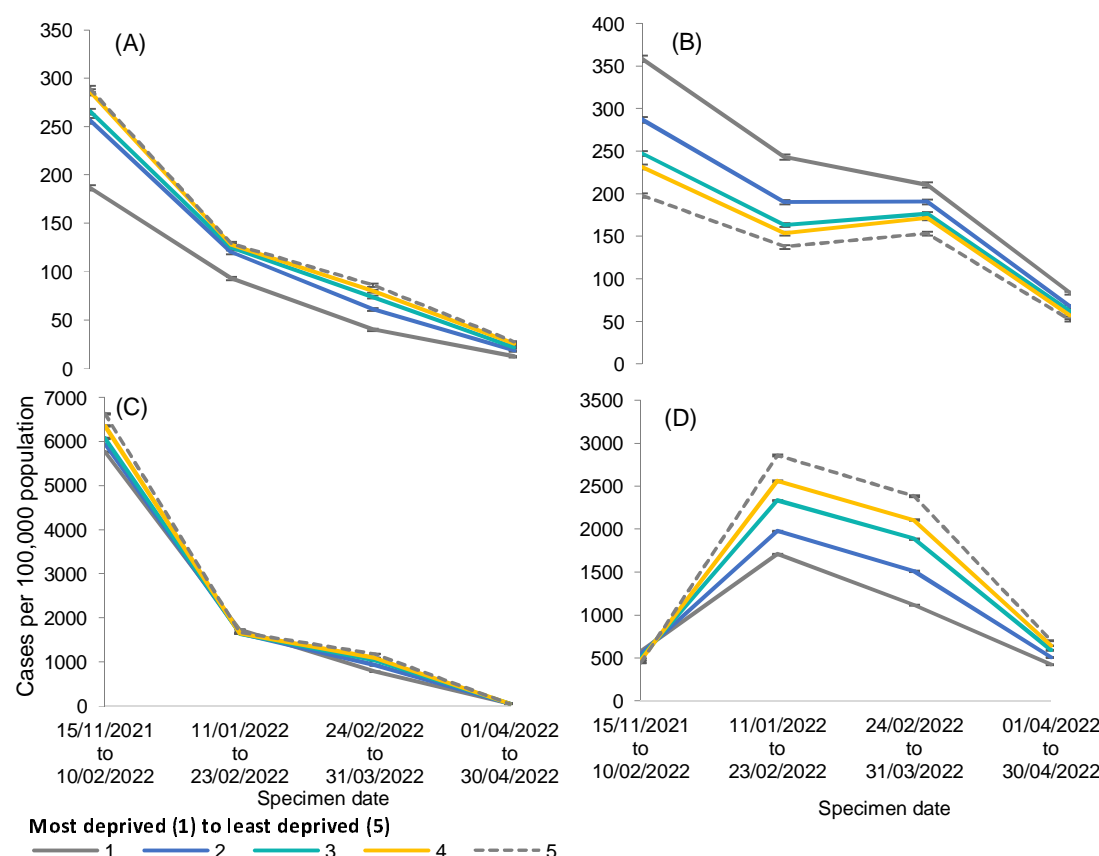 (A)
350
300
250
200
150
100
50
0
(B)
400
350
300
250
200
150
100
50
0
Cases per 100,000 population
(C)
7000
6000
5000
4000
3000
2000
1000
0
15/11/2021 11/01/2022 24/02/2022 01/04/2022
to to to to
10/02/2022 23/02/2022 31/03/2022 30/04/2022
Specimen date
(D)
3500
3000
2500
2000
1500
1000
500
0
15/11/2021 11/01/2022 24/02/2022 01/04/2022
to to to to
10/02/2022 23/02/2022 31/03/2022 30/04/2022
Specimen date
Most deprived (1) to least deprived (5)
1 2 3 4 5